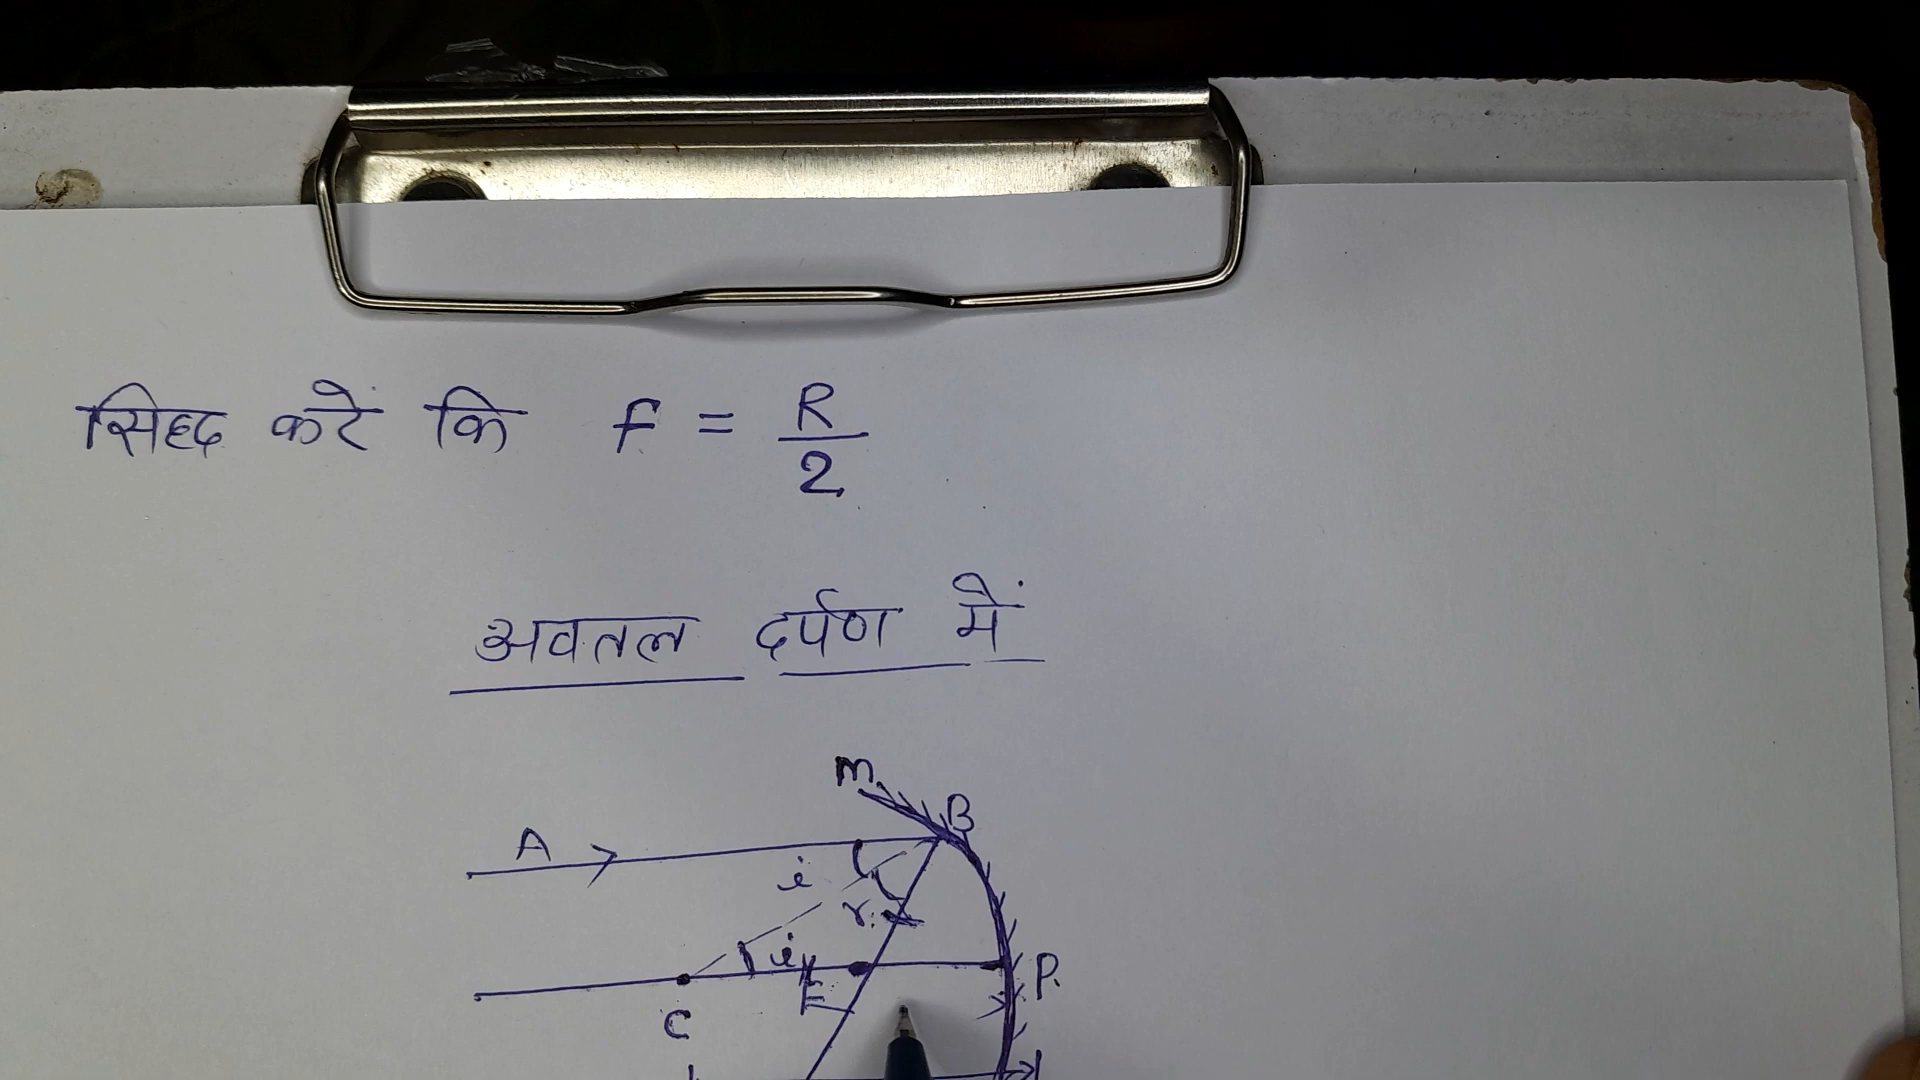 सिद्ध करें कि f = R/2
अवतल दर्पण में
M
B
A
i
r
i
F
P
C